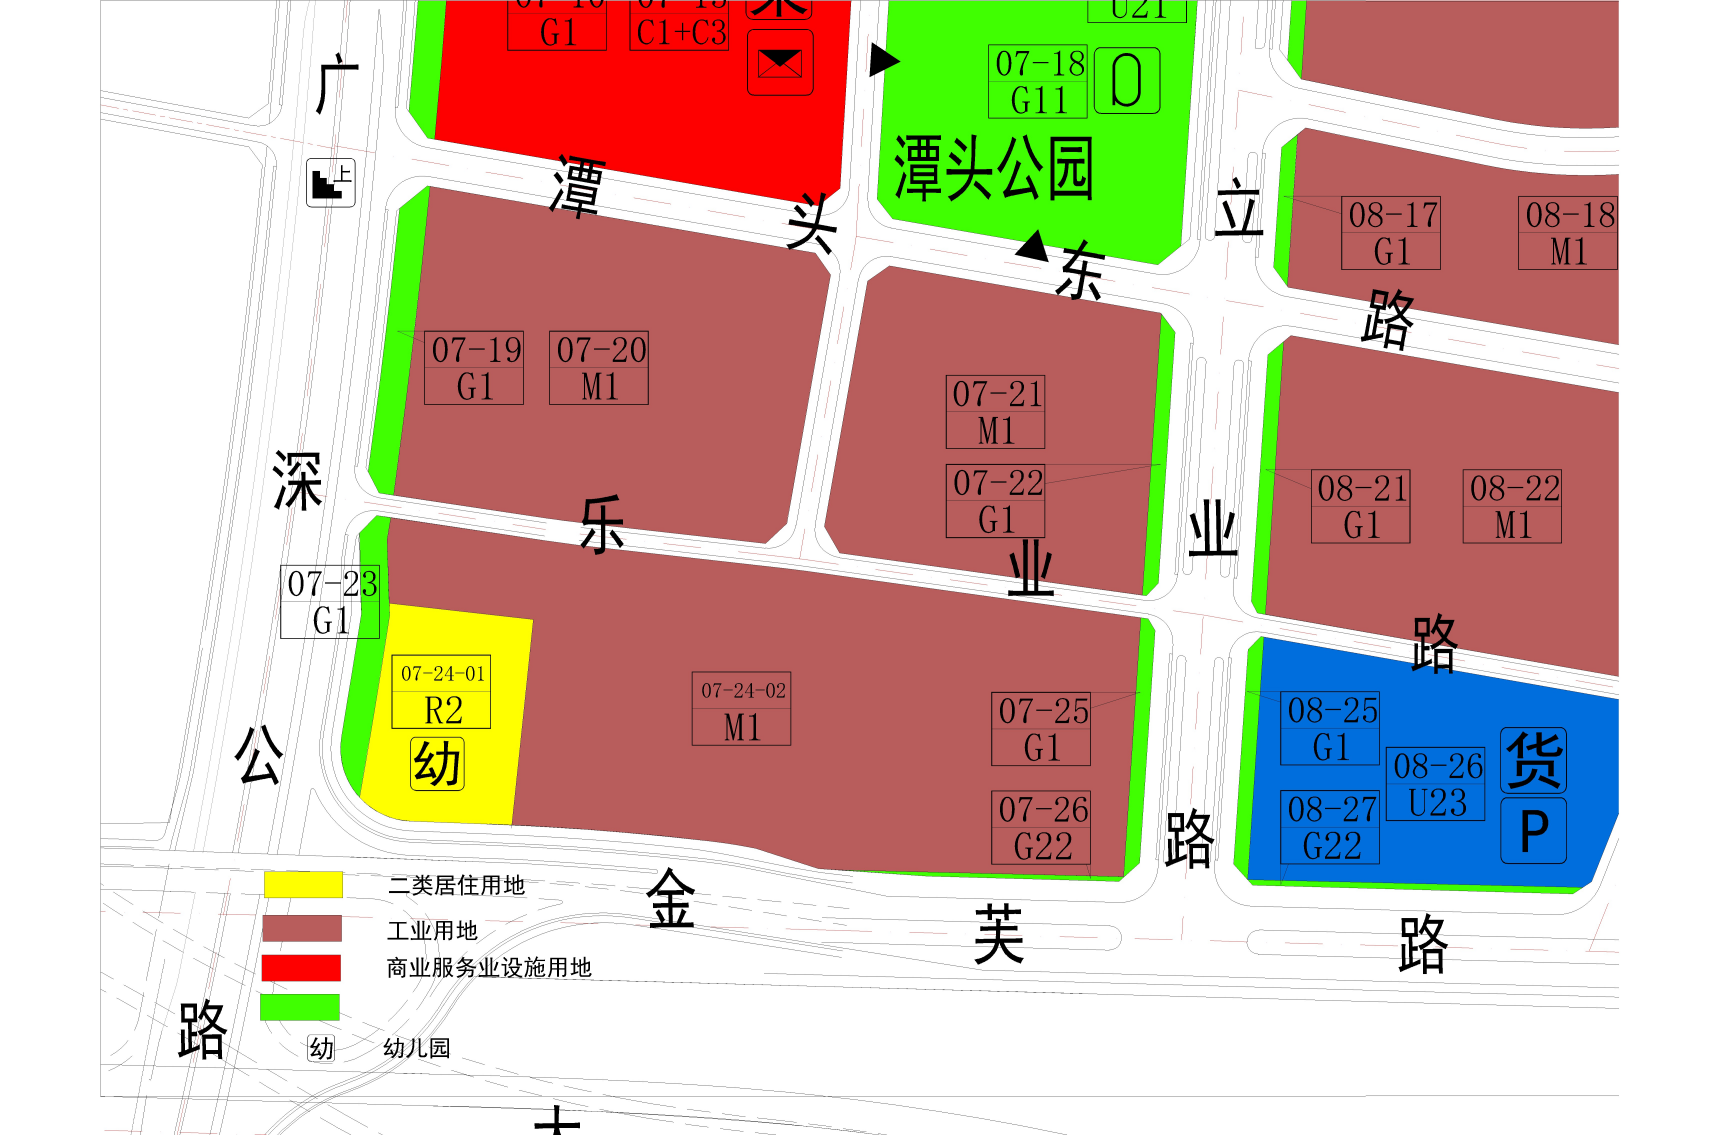 G1
C1+C3
U21
07-18
G11
潭头公园
08-17
G1
08-18
M1
上
07-19
G1
07-20
M1
07-21
M1
07-22
G1
08-21
G1
08-22
M1
07-23
G1
07-24-01
R2
幼
07-24-02
M1
07-25
G1
07-26
G22
08-25
G1
08-26
U23
08-27
G22
货
P
广深公路
潭头东路
立业路
乐业路
金芙路
二类居住用地
工业用地
商业服务业设施用地
幼 幼儿园